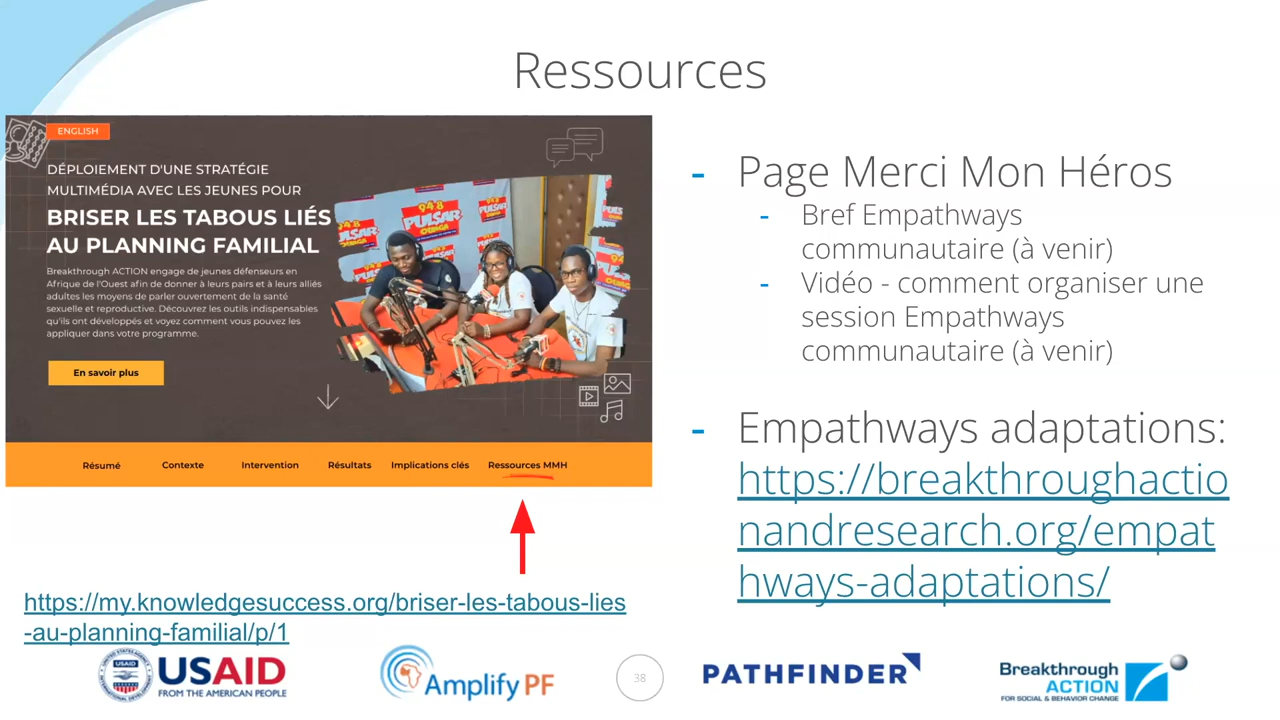 Ressources
ENGLISH
DÉPLOIEMENT D'UNE STRATÉGIE
MULTIMÉDIA AVEC LES JEUNES POUR
BRISER LES TABOUS LIÉS
AU PLANNING FAMILIAL
Breakthrough ACTION engage de jeunes défenseurs en
Afrique de l'Ouest afin de donner à leurs pairs et à leurs alliés
adultes les moyens de parler ouvertement de la santé
sexuelle et reproductive. Découvrez les outils indispensables
qu'ils ont développés et voyez comment vous pouvez les
appliquer dans votre programme.
En savoir plus
94'8
PULSAR
OUAGA
Résumé Contexte Intervention Résultats Implications clés Ressources MMH
https://my.knowledgesuccess.org/briser-les-tabous-lies
-au-planning-familial/p/1
- Page Merci Mon Héros
- Bref Empathways
communautaire (à venir)
- Vidéo - comment organiser une
session Empathways
communautaire (à venir)
- Empathways adaptations:
https://breakthroughactio
nandresearch.org/empat
hways-adaptations/
USAID
FROM THE AMERICAN PEOPLE
Amplify PF
38
PATHFINDER
Breakthrough
ACTION
FOR SOCIAL & BEHAVIOR CHANGE